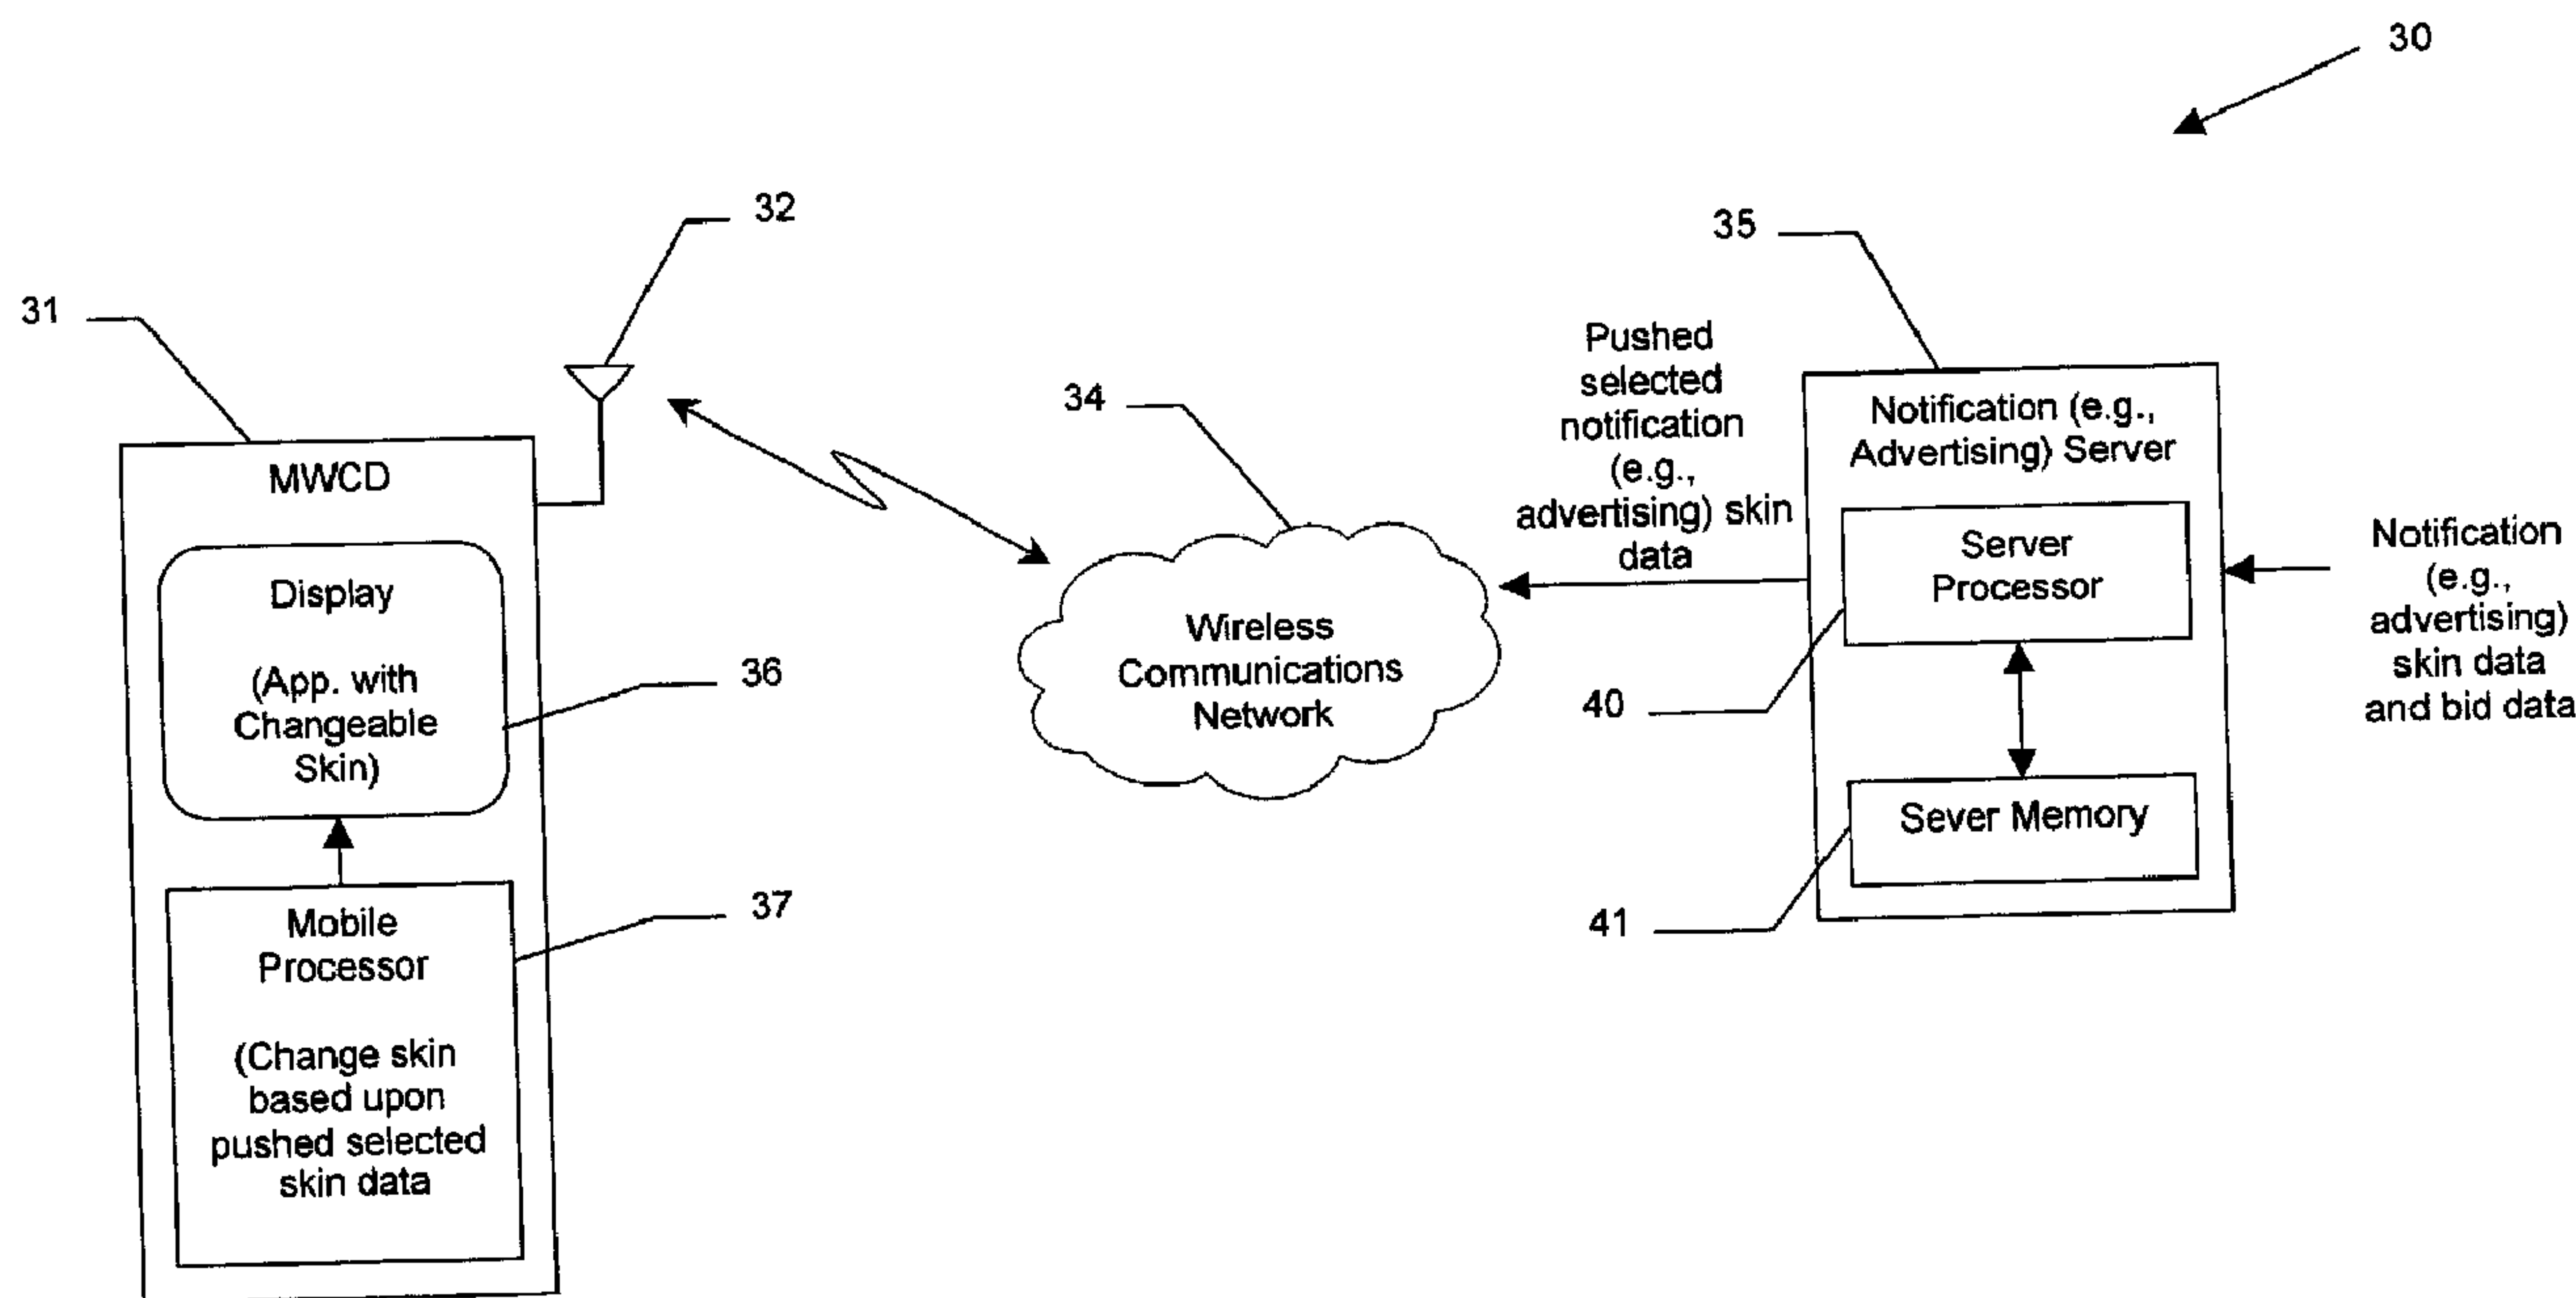 30
32
35
31
Pushed
selected
notification
(e.g.,
advertising) skin
data
34
Notification (e.g.,
Advertising) Server
MWCD
Server
Processor
Notification
(e.g.,
advertising)
skin data
and bid data
Display
(App. with
Changeable
Skin)
Wireless
Communications
Network
36
40
Sever Memory
37
41
Mobile
Processor
(Change skin
based upon
pushed selected
skin data